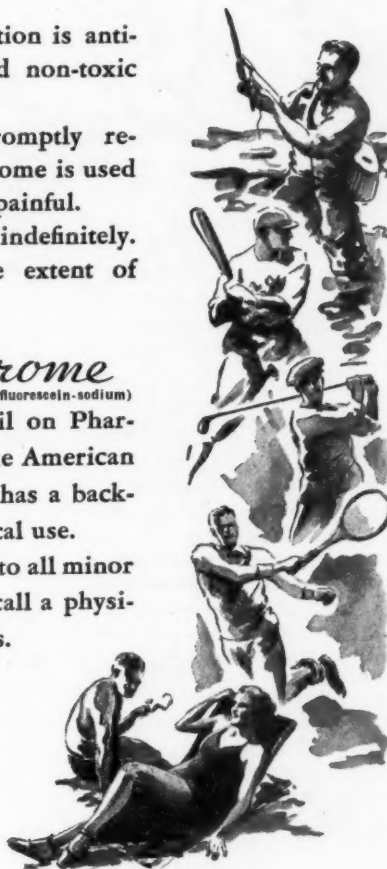 tion is anti-
d non-toxic
omptly re-
ome is used
painful.
indefinitely.
e extent of
rome
fluorescein-sodium)
il on Phar-
e American
has a back-
cal use.
to all minor
call a physi-
s.